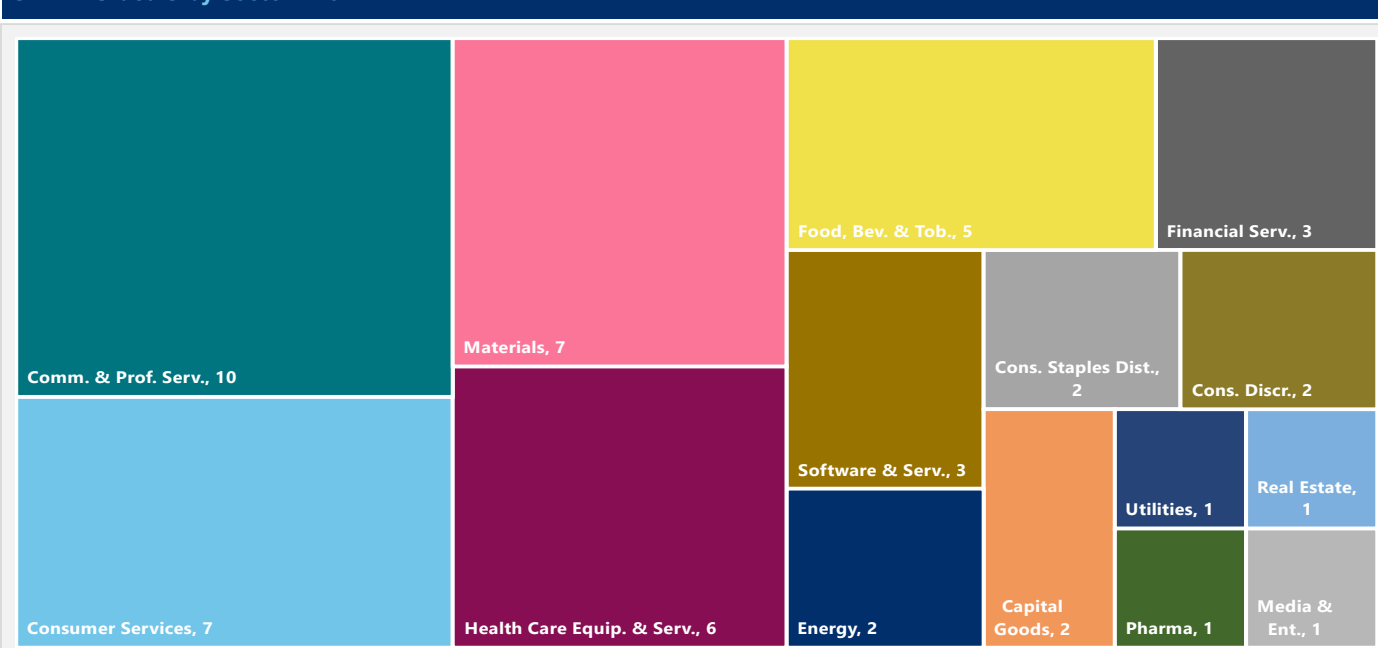 Comm. & Prof. Serv., 10
Consumer Services, 7
Materials, 7
Health Care Equip. & Serv., 6
Food, Bev. & Tob., 5
Financial Serv., 3
Software & Serv., 3
Cons. Staples Dist.,
2
Cons. Discr., 2
Energy, 2
Capital
Goods, 2
Utilities, 1
Real Estate,
1
Pharma, 1
Media &
Ent., 1